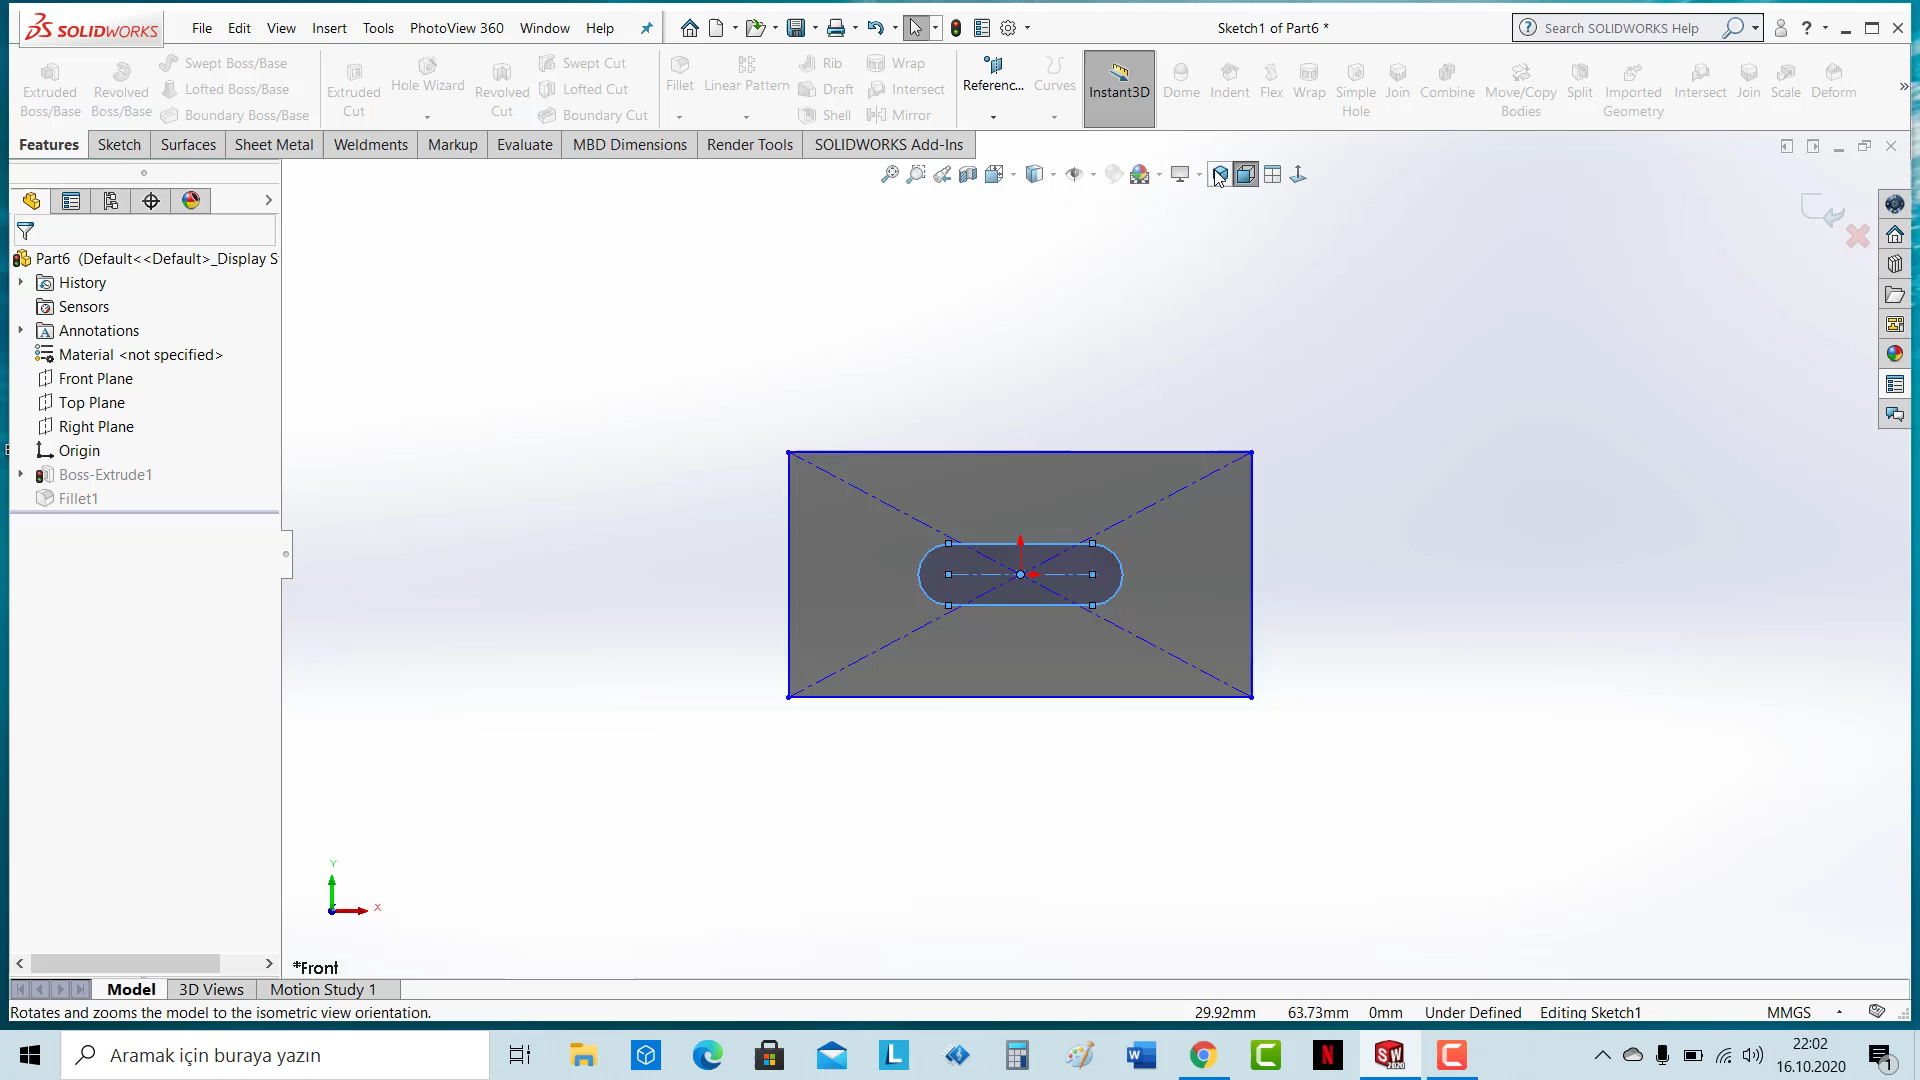 SOLIDWORKS File Edit View Insert Tools PhotoView 360 Window Help Sketch1 of Part6 * Search SOLIDWORKS Help ?
Extruded Boss/Base
Revolved Boss/Base
Swept Boss/Base
Lofted Boss/Base
Boundary Boss/Base
Extruded Cut
Hole Wizard
Revolved Cut
Swept Cut
Lofted Cut
Boundary Cut
Fillet
Linear Pattern
Rib
Draft
Shell
Wrap
Intersect
Mirror
Referenc...
Curves
Instant3D
Dome
Indent
Flex
Wrap
Simple Hole
Join
Combine
Move/Copy Bodies
Split
Imported Geometry
Intersect
Join
Scale
Deform
Features Sketch Surfaces Sheet Metal Weldments Markup Evaluate MBD Dimensions Render Tools SOLIDWORKS Add-Ins
Part6 (Default<<Default>_Display S
History
Sensors
Annotations
Material <not specified>
Front Plane
Top Plane
Right Plane
Origin
Boss-Extrude1
Fillet1
Y
X
*Front
Model 3D Views Motion Study 1
Rotates and zooms the model to the isometric view orientation. 29.92mm 63.73mm 0mm Under Defined Editing Sketch1 MMGS
Aramak için buraya yazın
22:02
16.10.2020
1